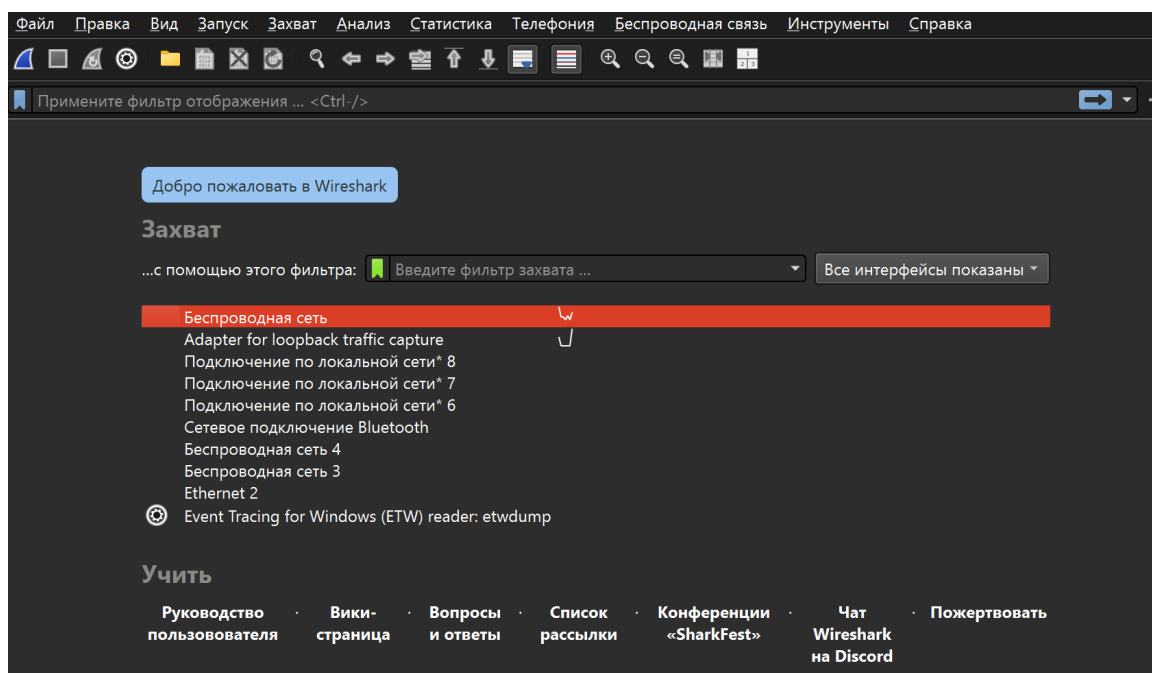 Файл Правка Вид Запуск Захват Анализ Статистика Телефония Беспроводная связь Инструменты Справка
Примените фильтр отображения ... <Ctrl-/>
Добро пожаловать в Wireshark
Захват
...с помощью этого фильтра: Введите фильтр захвата ... Все интерфейсы показаны
Беспроводная сеть
Adapter for loopback traffic capture
Подключение по локальной сети* 8
Подключение по локальной сети* 7
Подключение по локальной сети* 6
Сетевое подключение Bluetooth
Беспроводная сеть 4
Беспроводная сеть 3
Ethernet 2
Event Tracing for Windows (ETW) reader: etwdump
Учить
Руководство · Вики- · Вопросы · Список · Конференции · Чат · Пожертвовать
пользовователя страница и ответы рассылки «SharkFest» Wireshark
на Discord